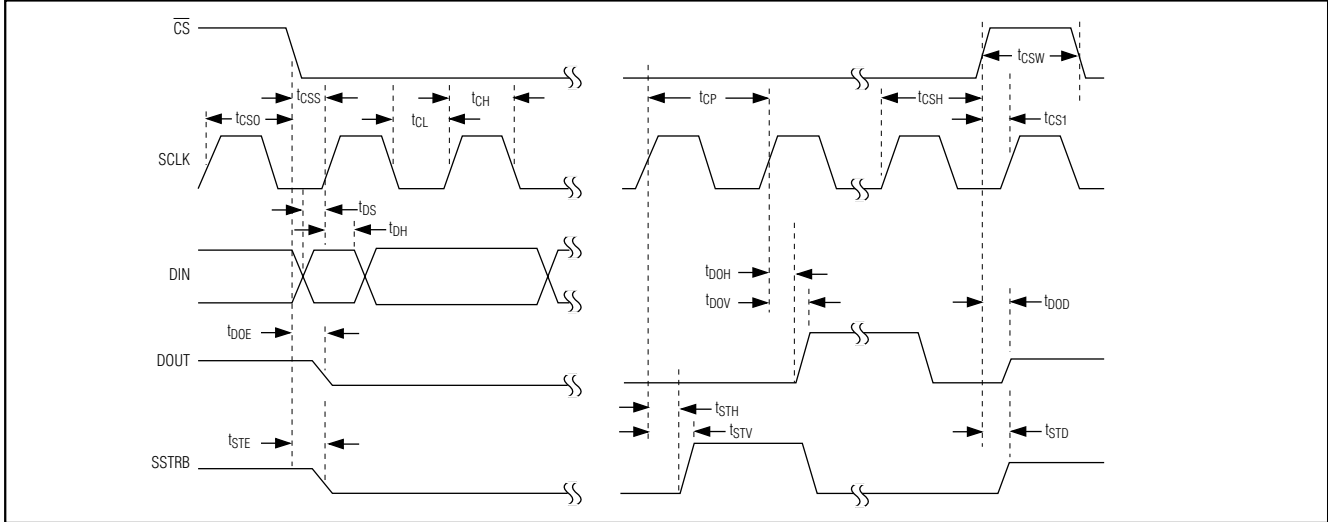 CS
tCSW
tCSS
tCH
tCP
tCSH
tCSO
tCL
tCS1
SCLK
tDS
tDH
DIN
tDOH
tDOV
tDOD
tDOE
DOUT
tSTH
tSTV
tSTE
tSTD
SSTRB